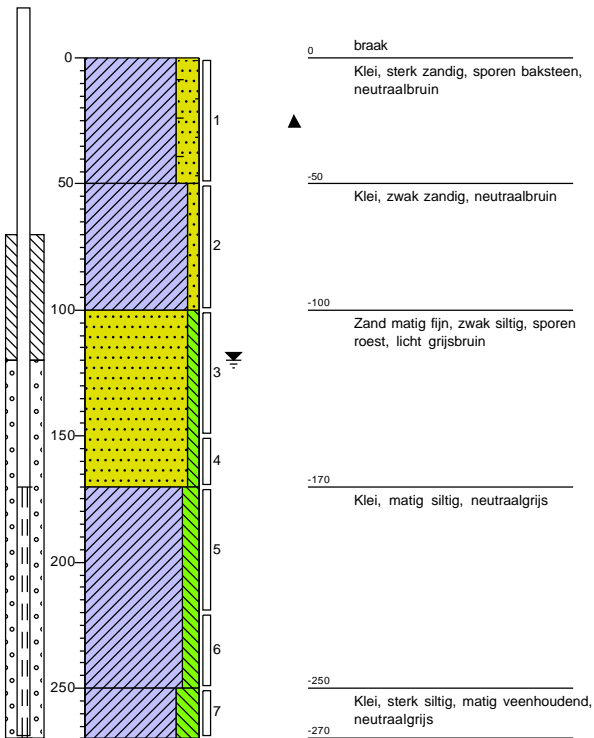 0
braak
0
Klei, sterk zandig, sporen baksteen,
neutraalbruin
1
50
-50
Klei, zwak zandig, neutraalbruin
2
100
-100
Zand matig fijn, zwak siltig, sporen
roest, licht grijsbruin
3
150
4
-170
Klei, matig siltig, neutraalgrijs
5
200
6
250
-250
Klei, sterk siltig, matig veenhoudend,
neutraalgrijs
7
-270